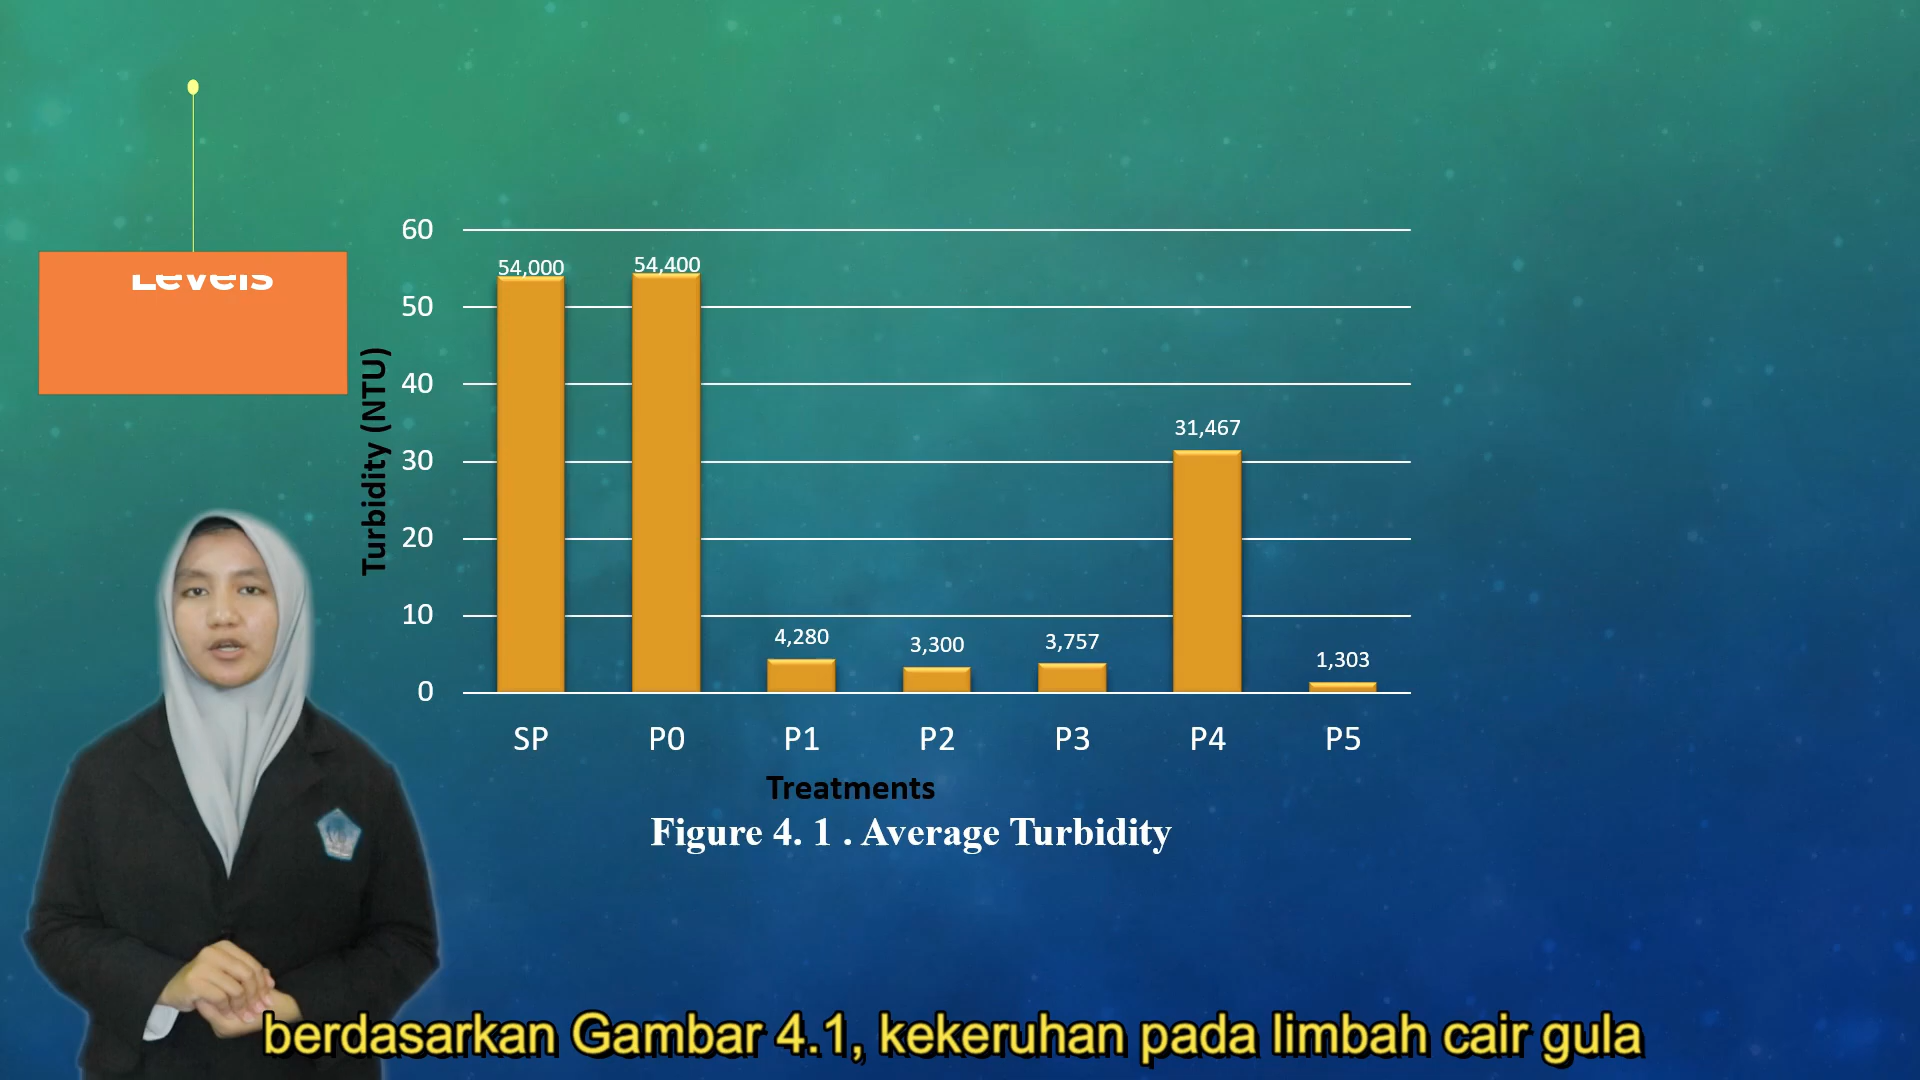 Levels
60
50
40
30
20
10
0
Turbidity (NTU)
54,000
54,400
4,280
3,300
3,757
31,467
1,303
SP P0 P1 P2 P3 P4 P5
Treatments
Figure 4. 1 . Average Turbidity
berdasarkan Gambar 4.1, kekeruhan pada limbah cair gula